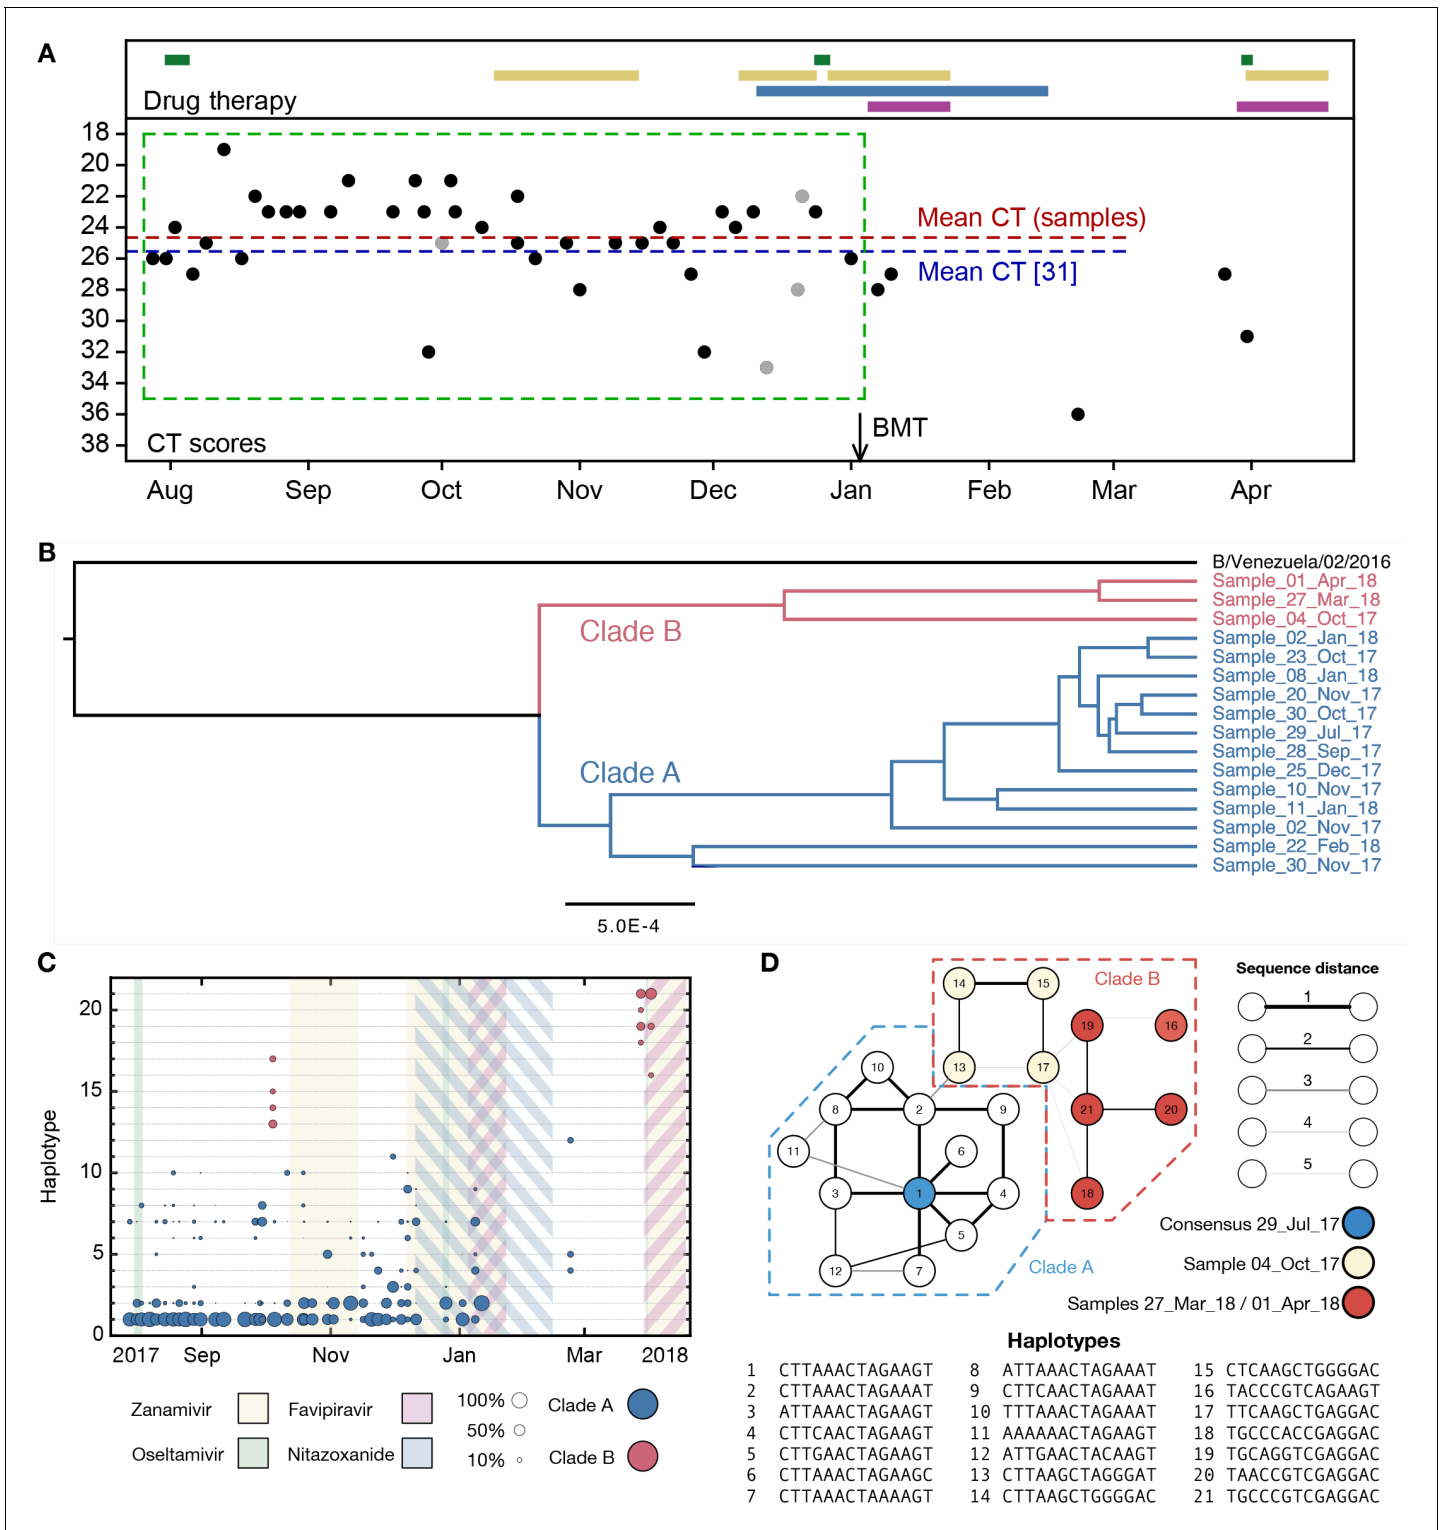 A
Drug therapy
18
20
22
24
26
28
30
32
34
36
38
Mean CT (samples)
Mean CT [31]
BMT
CT scores
Aug Sep Oct Nov Dec Jan Feb Mar Apr
B
B/Venezuela/02/2016
Sample_01_Apr_18
Sample_27_Mar_18
Sample_04_Oct_17
Sample_02_Jan_18
Sample_23_Oct_17
Sample_08_Jan_18
Sample_20_Nov_17
Sample_30_Oct_17
Sample_29_Jul_17
Sample_28_Sep_17
Sample_25_Dec_17
Sample_10_Nov_17
Sample_11_Jan_18
Sample_02_Nov_17
Sample_22_Feb_18
Sample_30_Nov_17
Clade B
Clade A
5.0E-4
C
Haplotype
20
15
10
5
0
2017 Sep Nov Jan Mar 2018
Zanamivir
Favipiravir
Oseltamivir
Nitazoxanide
100%
50%
10%
Clade A
Clade B
D
Clade B
14 15
19 16
10 13 17
8 2 9 21 20
11 6
3 1 4 18
5
12 7
Clade A
Sequence distance
1
2
3
4
5
Consensus 29_Jul_17
Sample 04_Oct_17
Samples 27_Mar_18 / 01_Apr_18
Haplotypes
1 CTTAAACTAGAAGT 8 ATTAAACTAGAAAT 15 CTCAAGCTGGGGAC
2 CTTAAACTAGAAAT 9 CTTCAACTAGAAAT 16 TACCCGTCAGAAGT
3 ATTAAACTAGAAGT 10 TTTAAACTAGAAAT 17 TTCAAGCTGAGGAC
4 CTTCAACTAGAAGT 11 AAAAAACTAGAAGT 18 TGCCCACCGAGGAC
5 CTTGAACTAGAAGT 12 ATTGAACTACAAGT 19 TGCAGGTCGAGGAC
6 CTTAAACTAGAAGC 13 CTTAAGCTAGGGAT 20 TAACCGTCGAGGAC
7 CTTAAACTAAAAGT 14 CTTAAGCTGGGGAC 21 TGCCCGTCGAGGAC